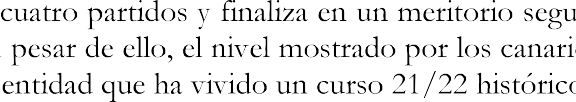 cuatro partidos y finaliza en un meritorio segu
pesar de ello, el nivel mostrado por los canari
entidad que ha vivido un curso 21/22 histórico